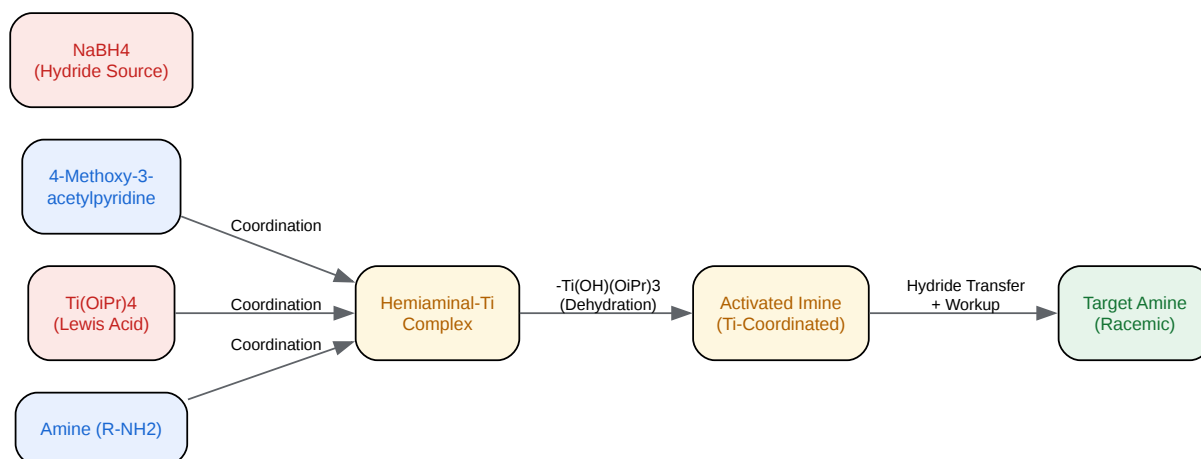 NaBH4
(Hydride Source)
4-Methoxy-3-
acetylpyridine
Coordination
Ti(OiPr)4
(Lewis Acid)
Coordination
Coordination
Amine (R-NH2)
Hemiaminal-Ti
Complex
-Ti(OH)(OiPr)3
(Dehydration)
Activated Imine
(Ti-Coordinated)
Hydride Transfer
+ Workup
Target Amine
(Racemic)